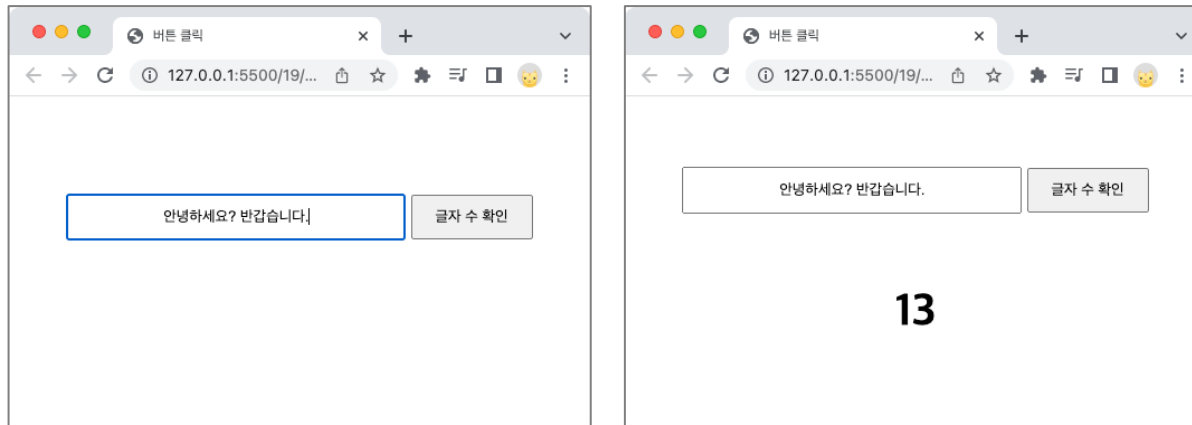 버튼 클릭
127.0.0.1:5500/19/...
안녕하세요? 반갑습니다.
글자 수 확인
버튼 클릭
127.0.0.1:5500/19/...
안녕하세요? 반갑습니다.
글자 수 확인
13